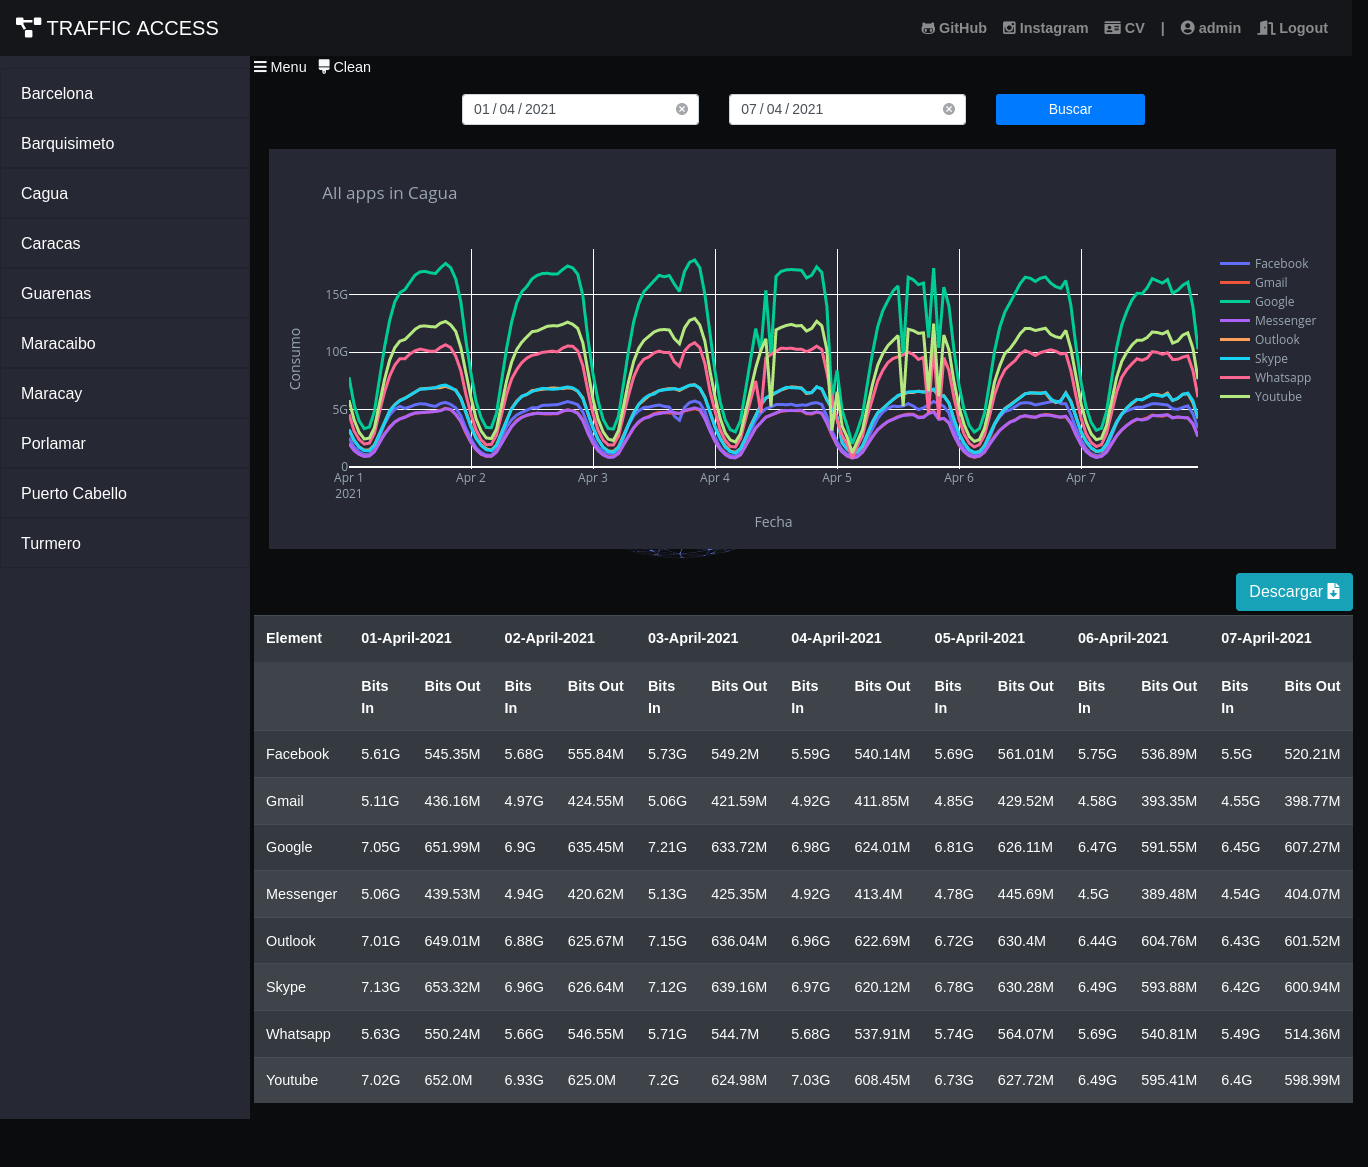 TRAFFIC ACCESS
GitHub Instagram CV | admin Logout
Barcelona
Barquisimeto
Cagua
Caracas
Guarenas
Maracaibo
Maracay
Porlamar
Puerto Cabello
Turmero
Menu Clean
01 / 04 / 2021 07 / 04 / 2021 Buscar
All apps in Cagua
15G
10G
5G
0
Consumo
Apr 1 Apr 2 Apr 3 Apr 4 Apr 5 Apr 6 Apr 7
2021
Fecha
Facebook
Gmail
Google
Messenger
Outlook
Skype
Whatsapp
Youtube
Descargar
Element 01-April-2021 02-April-2021 03-April-2021 04-April-2021 05-April-2021 06-April-2021 07-April-2021
Bits In Bits Out Bits In Bits Out Bits In Bits Out Bits In Bits Out Bits In Bits Out Bits In Bits Out Bits In Bits Out
Facebook 5.61G 545.35M 5.68G 555.84M 5.73G 549.2M 5.59G 540.14M 5.69G 561.01M 5.75G 536.89M 5.5G 520.21M
Gmail 5.11G 436.16M 4.97G 424.55M 5.06G 421.59M 4.92G 411.85M 4.85G 429.52M 4.58G 393.35M 4.55G 398.77M
Google 7.05G 651.99M 6.9G 635.45M 7.21G 633.72M 6.98G 624.01M 6.81G 626.11M 6.47G 591.55M 6.45G 607.27M
Messenger 5.06G 439.53M 4.94G 420.62M 5.13G 425.35M 4.92G 413.4M 4.78G 445.69M 4.5G 389.48M 4.54G 404.07M
Outlook 7.01G 649.01M 6.88G 625.67M 7.15G 636.04M 6.96G 622.69M 6.72G 630.4M 6.44G 604.76M 6.43G 601.52M
Skype 7.13G 653.32M 6.96G 626.64M 7.12G 639.16M 6.97G 620.12M 6.78G 630.28M 6.49G 593.88M 6.42G 600.94M
Whatsapp 5.63G 550.24M 5.66G 546.55M 5.71G 544.7M 5.68G 537.91M 5.74G 564.07M 5.69G 540.81M 5.49G 514.36M
Youtube 7.02G 652.0M 6.93G 625.0M 7.2G 624.98M 7.03G 608.45M 6.73G 627.72M 6.49G 595.41M 6.4G 598.99M